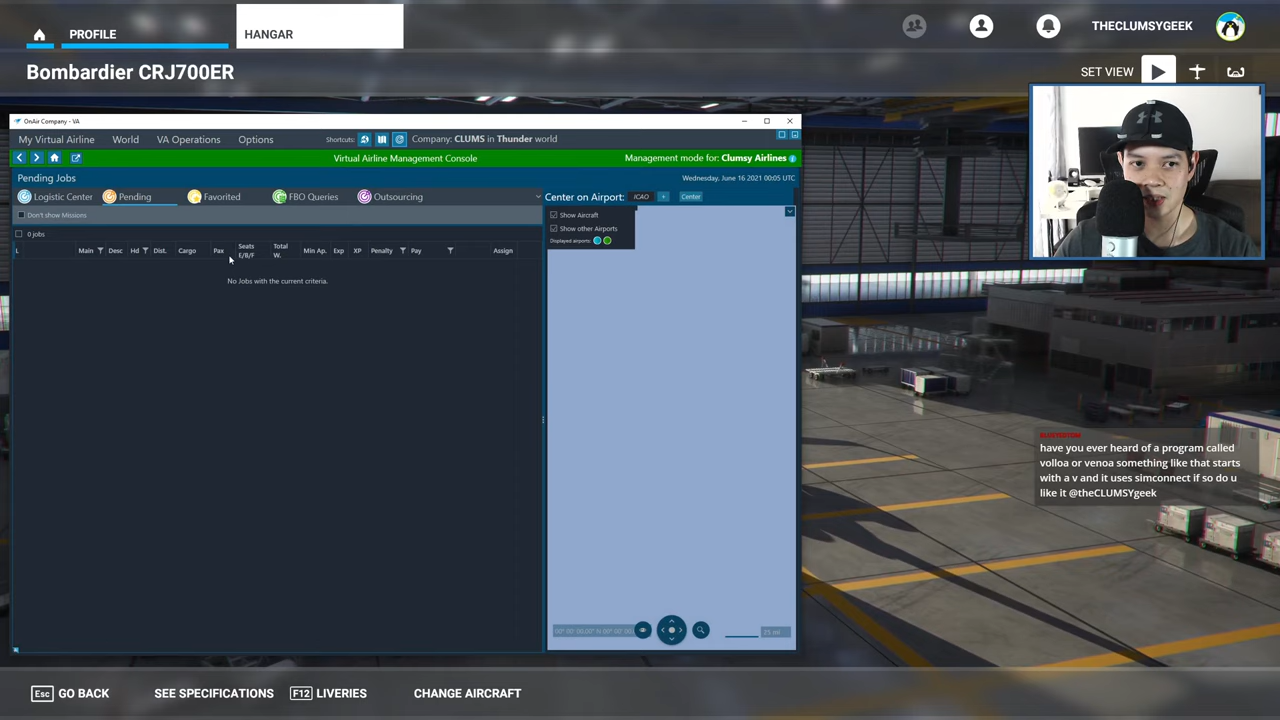 PROFILE
HANGAR
THECLUMSYGEEK
Bombardier CRJ700ER
SET VIEW
OnAir Company - VA
My Virtual Airline
World
VA Operations
Options
Shortcuts:
Company: CLUMS in Thunder world
Virtual Airline Management Console
Management mode for: Clumsy Airlines
Pending Jobs
Wednesday, June 16 2021 00:05 UTC
Logistic Center
Pending
Favorited
FBO Queries
Outsourcing
Center on Airport:
ICAO
+
Center
Don't show Missions
Show Aircraft
Show other Airports
Displayed airports:
0 jobs
L
Main
Desc
Hd
Dist.
Cargo
Pax
Seats E/B/F
Total W.
Min Ap.
Exp
XP
Penalty
Pay
Assign
No Jobs with the current criteria.
have you ever heard of a program called
volloa or venoa something like that starts
with a v and it uses simconnect if so do u
like it @theCLUMSYgeek
75 mi
Esc GO BACK
SEE SPECIFICATIONS
F12 LIVERIES
CHANGE AIRCRAFT